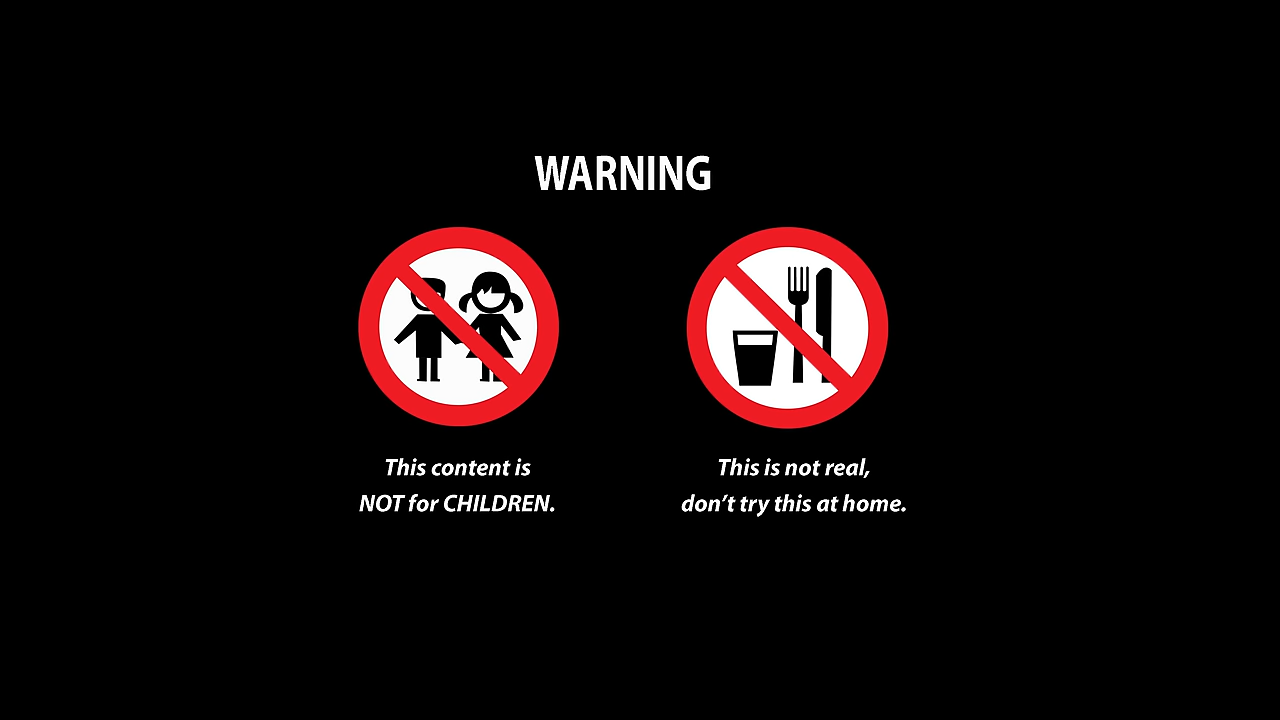 WARNING
This content is
NOT for CHILDREN.
This is not real,
don't try this at home.